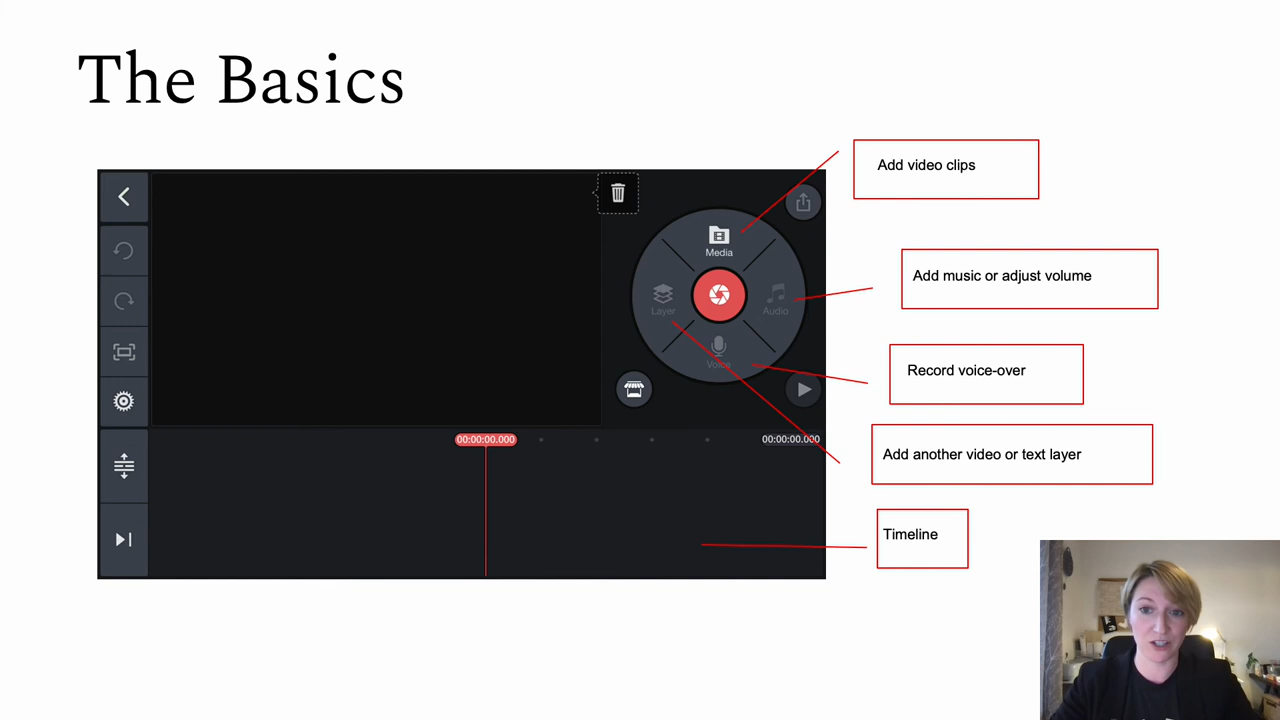 The Basics
Add video clips
Media
Add music or adjust volume
Layer
Audio
Voice
Record voice-over
00:00:00.000
00:00:00.000
Add another video or text layer
Timeline